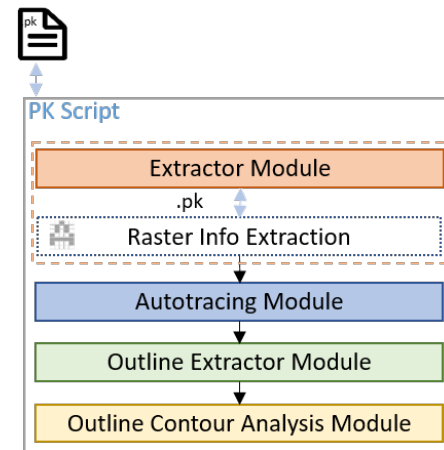 pk
PK Script
Extractor Module
.pk
Raster Info Extraction
Autotracing Module
Outline Extractor Module
Outline Contour Analysis Module